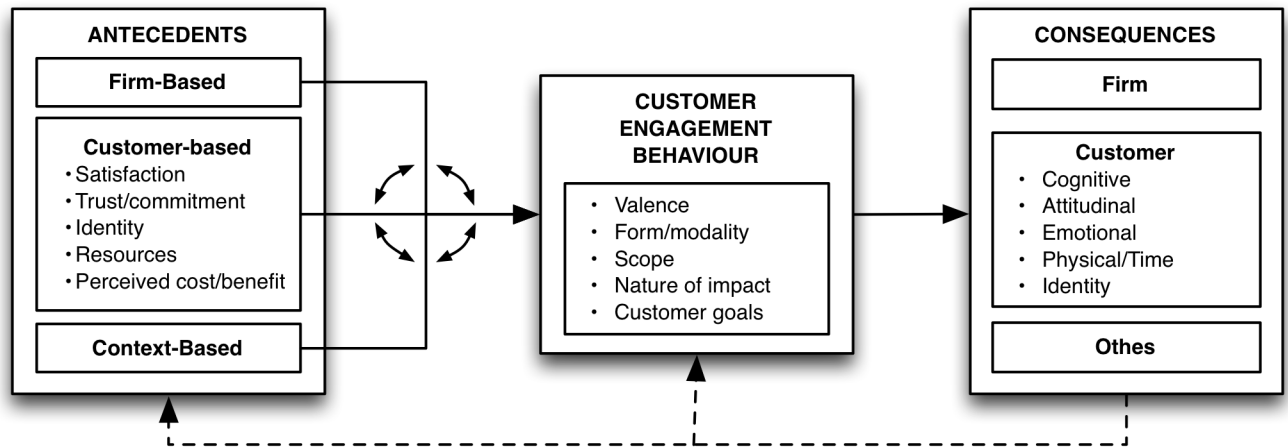 ANTECEDENTS
Firm-Based
Customer-based
• Satisfaction
• Trust/commitment
• Identity
• Resources
• Perceived cost/benefit
Context-Based
CUSTOMER
ENGAGEMENT
BEHAVIOUR
• Valence
• Form/modality
• Scope
• Nature of impact
• Customer goals
CONSEQUENCES
Firm
Customer
• Cognitive
• Attitudinal
• Emotional
• Physical/Time
• Identity
Othes